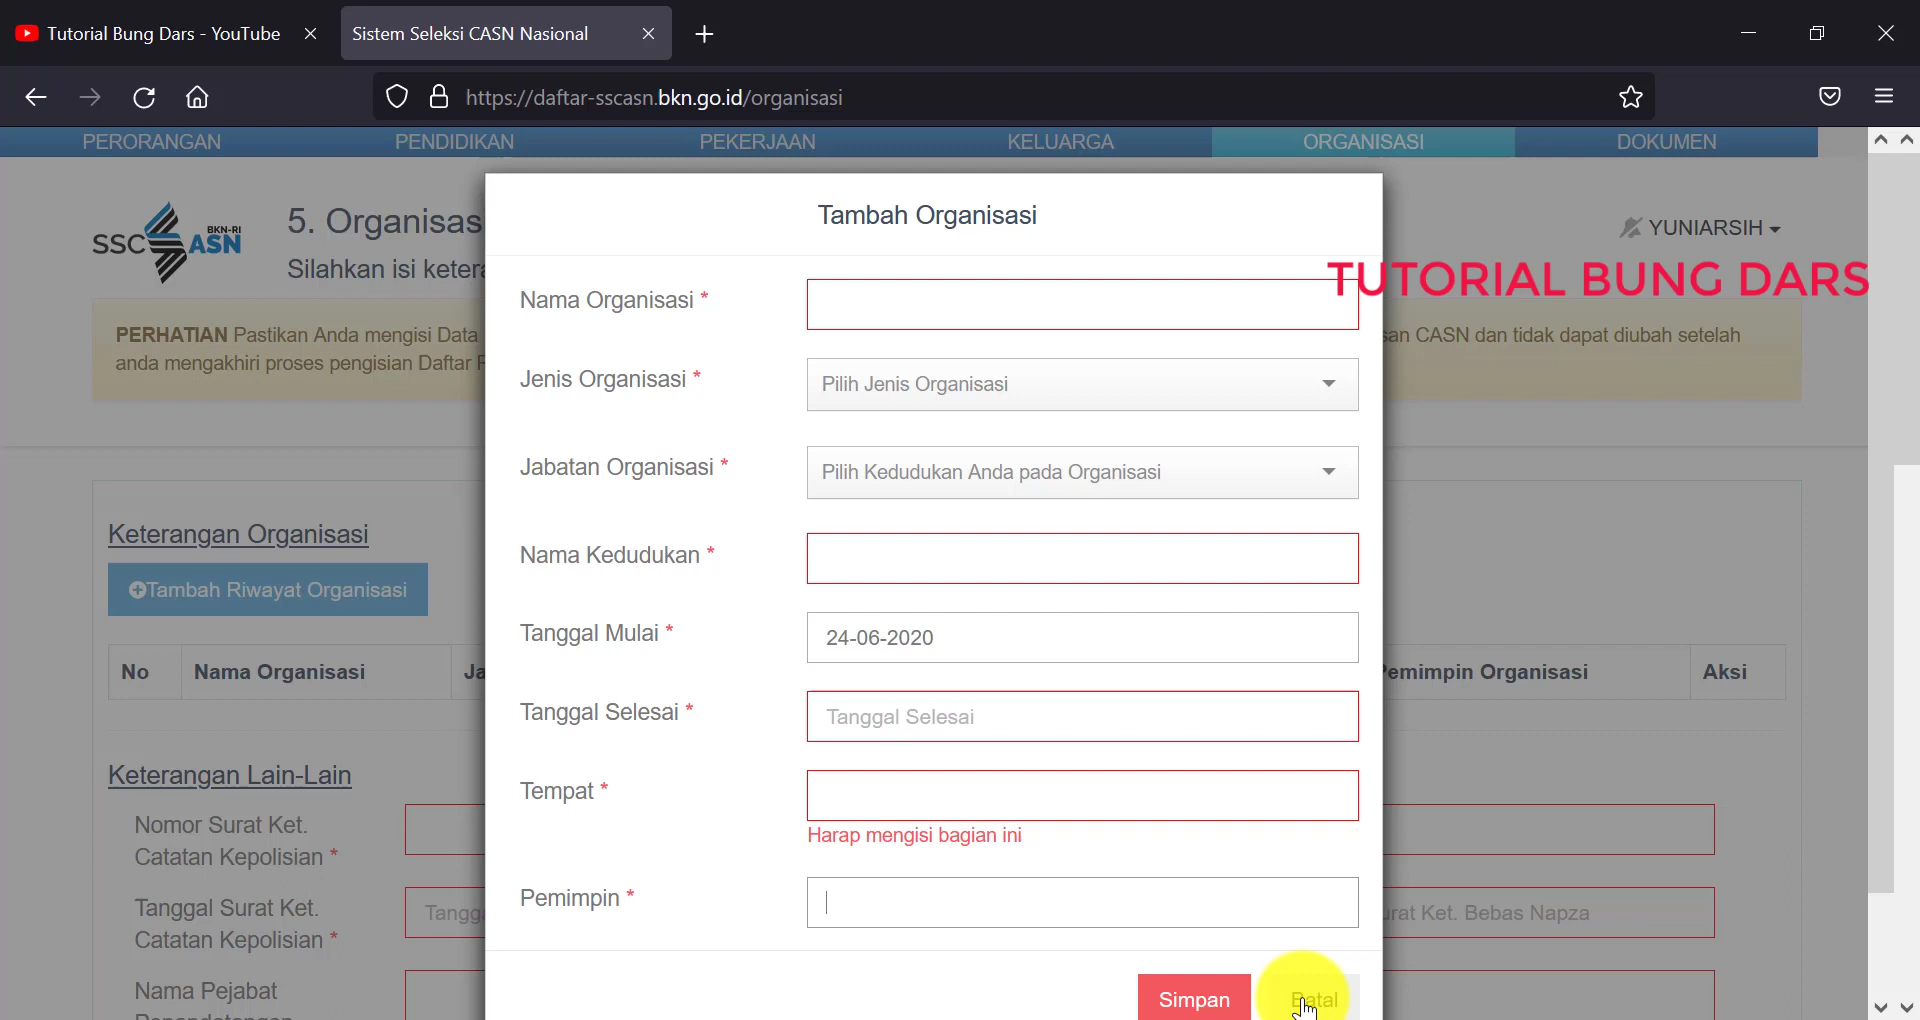 Tutorial Bung Dars - YouTube
Sistem Seleksi CASN Nasional
https://daftar-sscasn.bkn.go.id/organisasi
PERORANGAN PENDIDIKAN PEKERJAAN KELUARGA ORGANISASI DOKUMEN
SSC ASN BKN-RI
5. Organisas
Silahkan isi ketera
YUNIARSIH
TUTORIAL BUNG DARS
PERHATIAN Pastikan Anda mengisi Data
san CASN dan tidak dapat diubah setelah
anda mengakhiri proses pengisian Daftar
Tambah Organisasi
Nama Organisasi *
Jenis Organisasi *
Pilih Jenis Organisasi
Jabatan Organisasi *
Pilih Kedudukan Anda pada Organisasi
Nama Kedudukan *
Tanggal Mulai *
24-06-2020
Tanggal Selesai *
Tanggal Selesai
Tempat *
Harap mengisi bagian ini
Pemimpin *
Simpan
Batal
Keterangan Organisasi
Tambah Riwayat Organisasi
No Nama Organisasi Ja
Pemimpin Organisasi Aksi
Keterangan Lain-Lain
Nomor Surat Ket.
Catatan Kepolisian *
Tanggal Surat Ket.
Catatan Kepolisian *
Tangg
urat Ket. Bebas Napza
Nama Pejabat